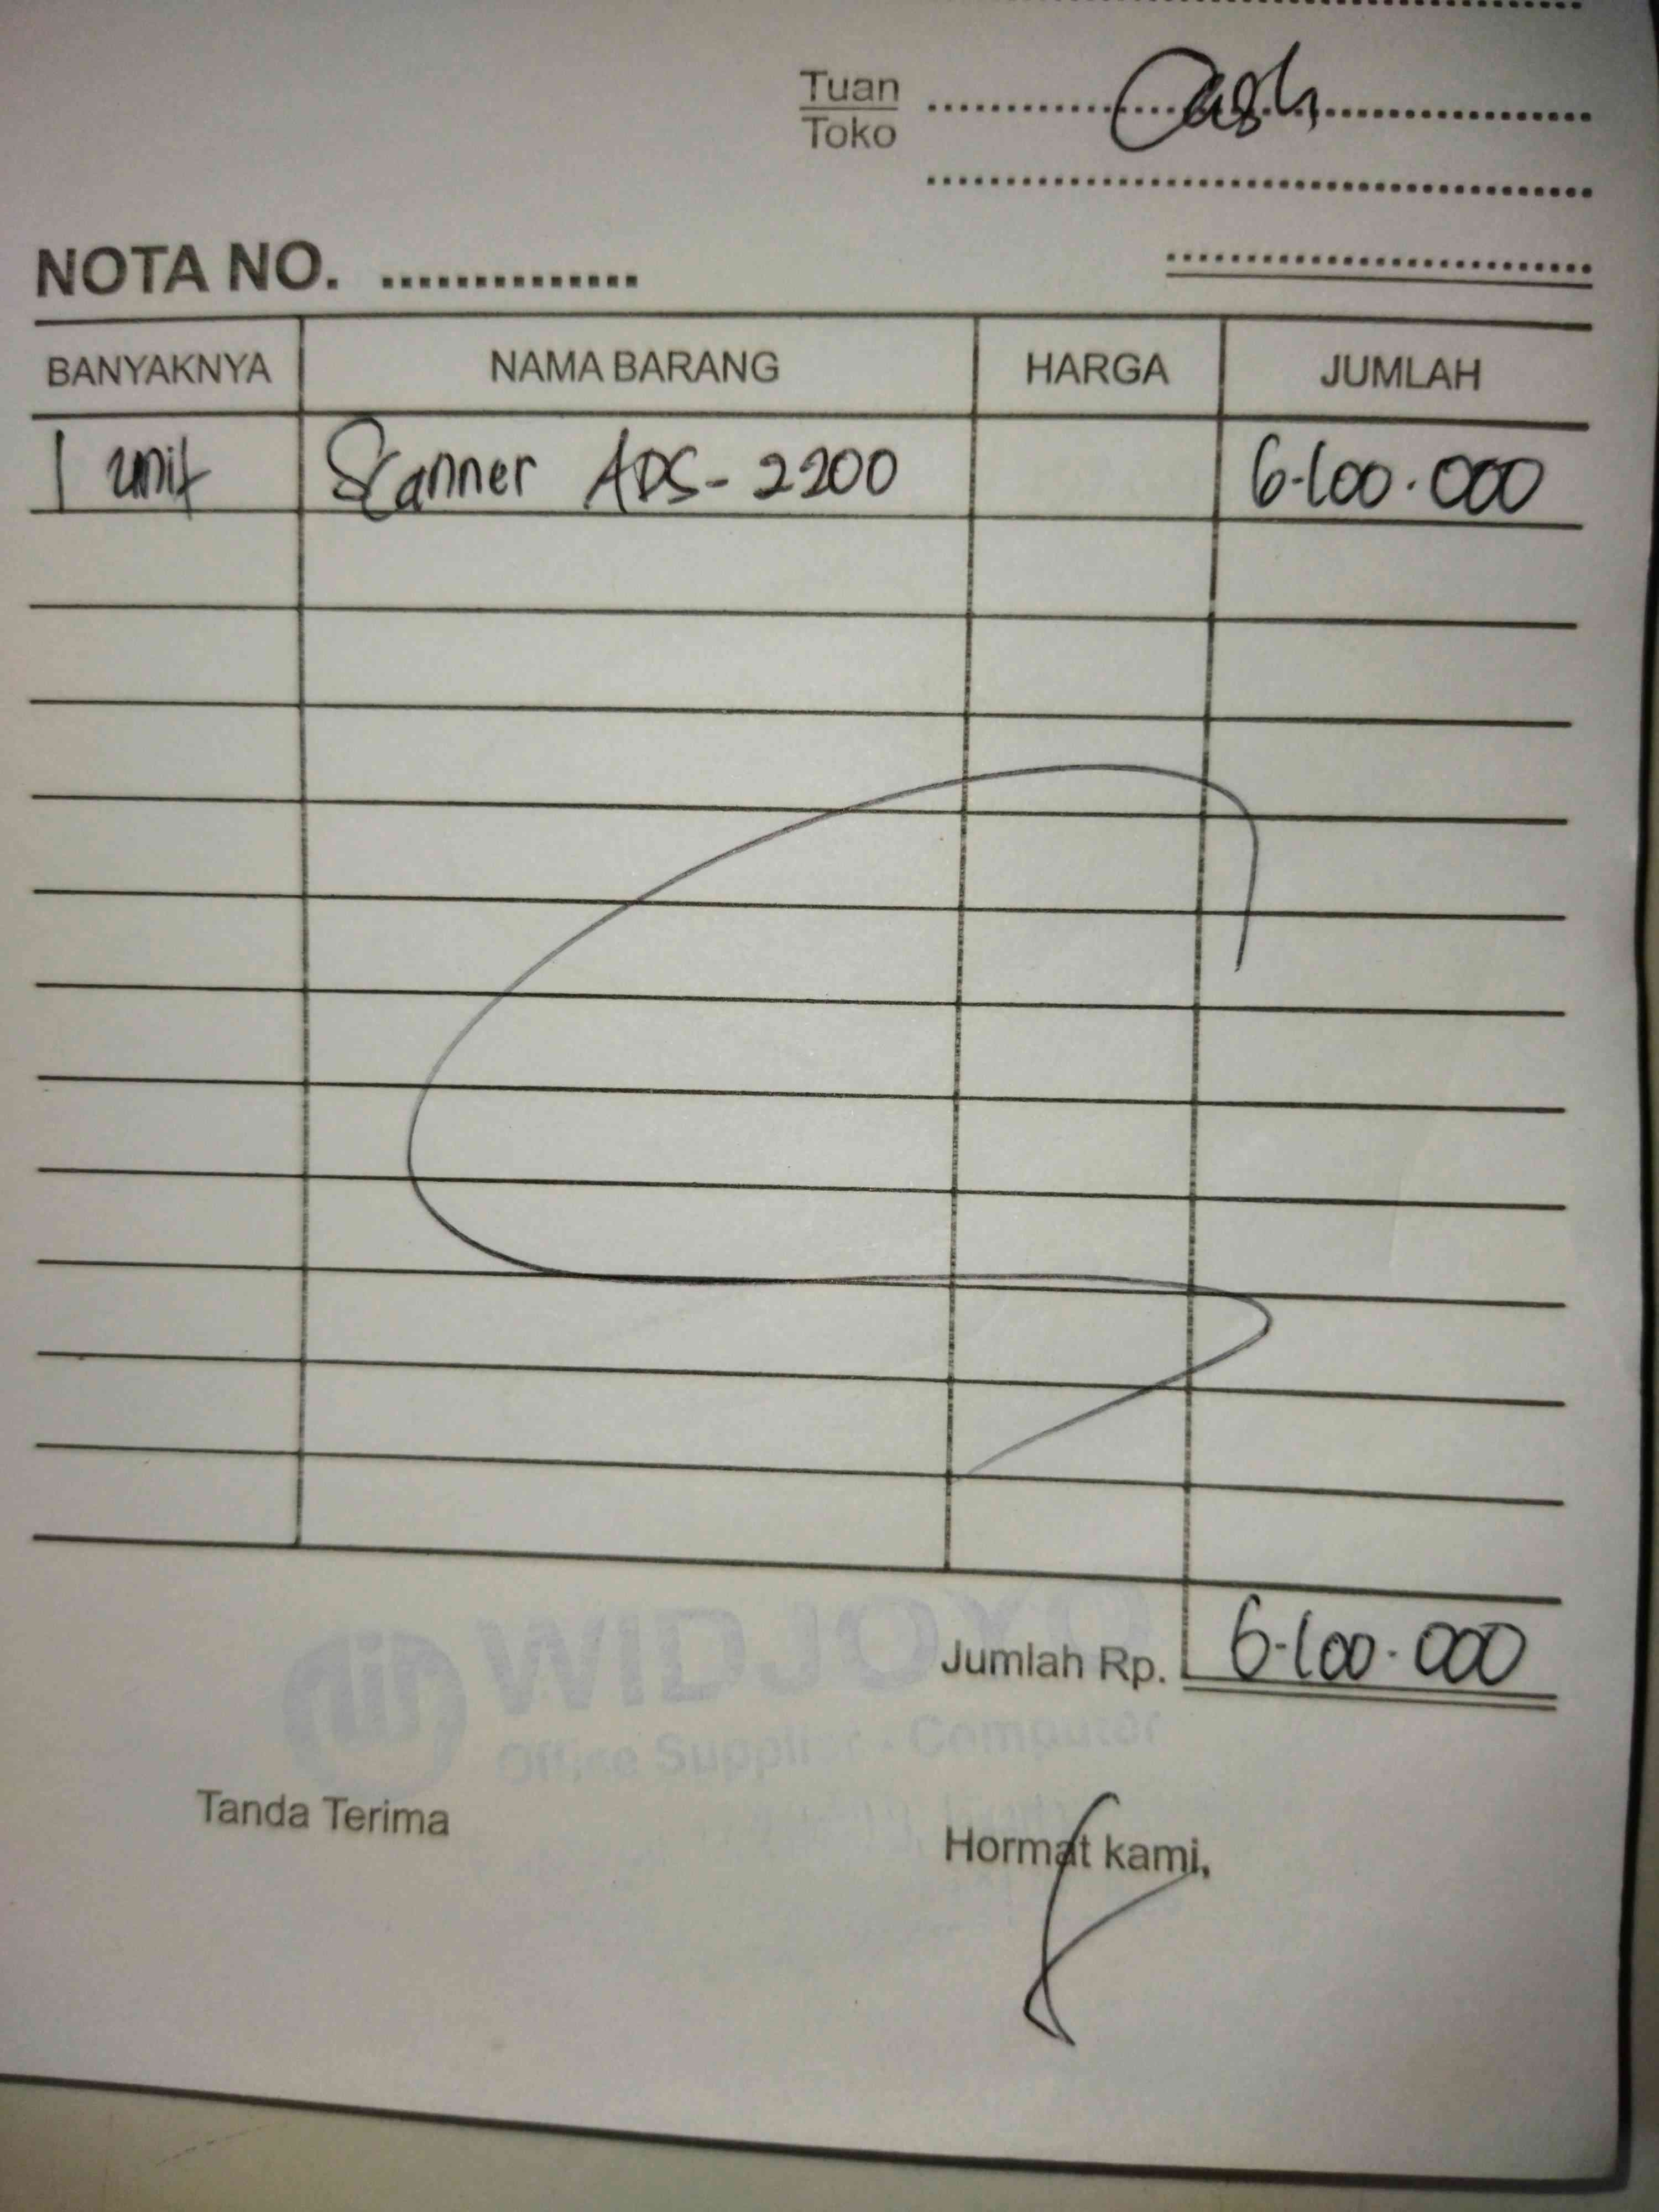 Tuan Cash
Toko
NOTA NO. ..............
BANYAKNYA NAMA BARANG HARGA JUMLAH
1 unit Scanner ADS-2200 6.100.000
Jumlah Rp. 6.100.000
WIDJOYO
Office Supplier - Computer
Tanda Terima
Hormat kami,